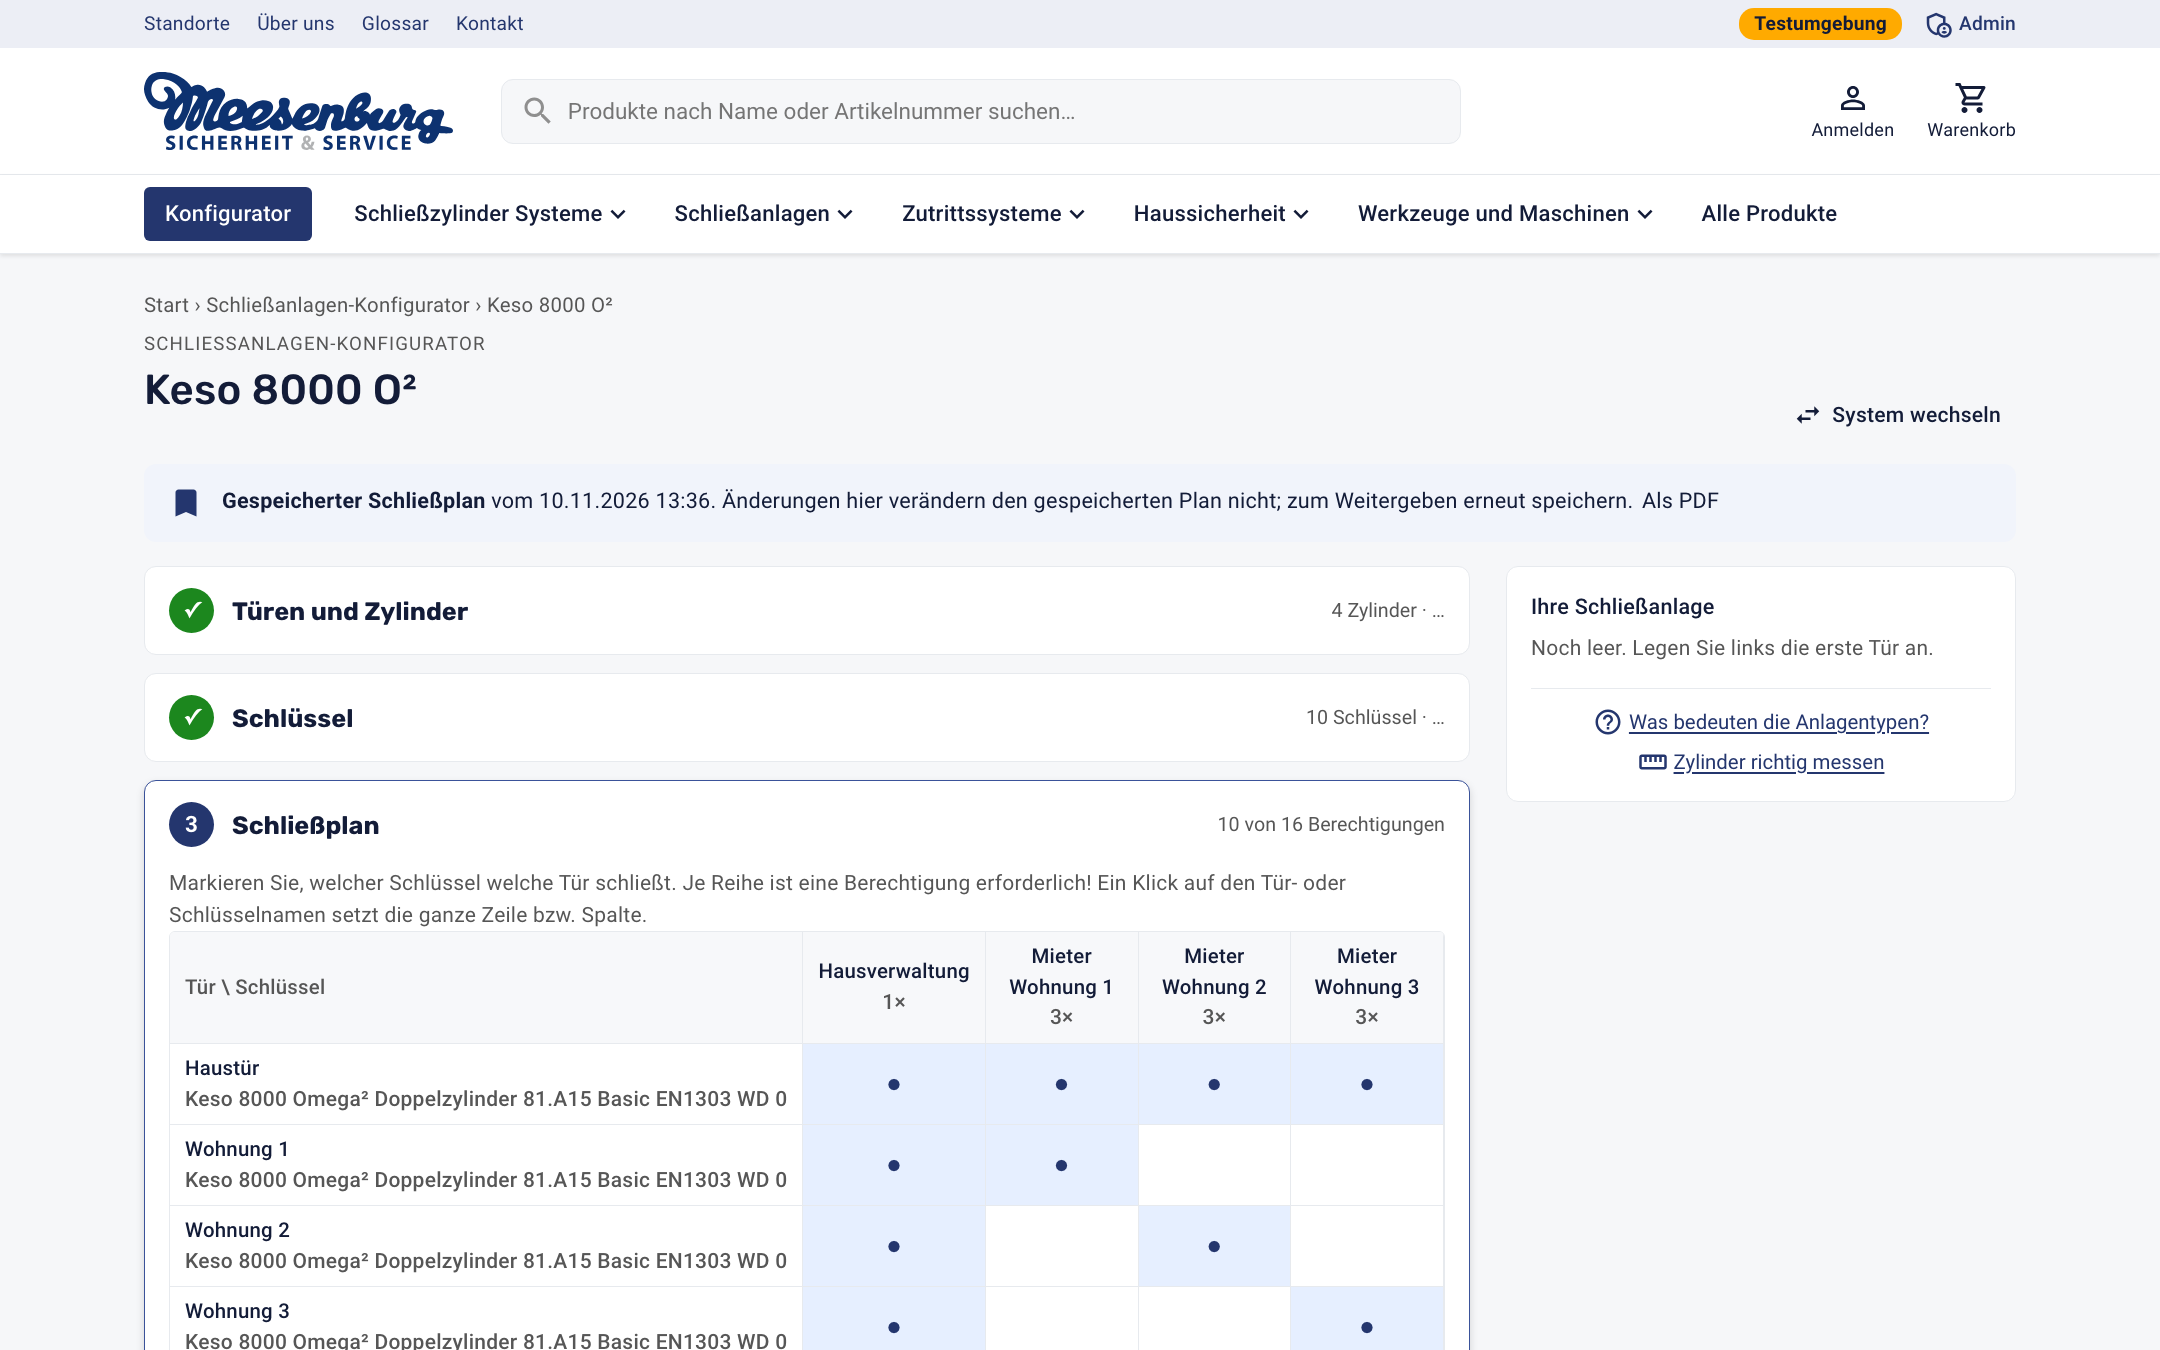 Standorte Über uns Glossar Kontakt
Testumgebung Admin
Meesenburg
SICHERHEIT & SERVICE
Produkte nach Name oder Artikelnummer suchen…
Anmelden
Warenkorb
Konfigurator Schließzylinder Systeme Schließanlagen Zutrittssysteme Haussicherheit Werkzeuge und Maschinen Alle Produkte
Start › Schließanlagen-Konfigurator › Keso 8000 O²
SCHLIESSANLAGEN-KONFIGURATOR
Keso 8000 O²
System wechseln
Gespeicherter Schließplan vom 10.11.2026 13:36. Änderungen hier verändern den gespeicherten Plan nicht; zum Weitergeben erneut speichern. Als PDF
Türen und Zylinder
4 Zylinder · …
Schlüssel
10 Schlüssel · …
3 Schließplan
10 von 16 Berechtigungen
Markieren Sie, welcher Schlüssel welche Tür schließt. Je Reihe ist eine Berechtigung erforderlich! Ein Klick auf den Tür- oder
Schlüsselnamen setzt die ganze Zeile bzw. Spalte.
Tür \ Schlüssel
Hausverwaltung
1×
Mieter
Wohnung 1
3×
Mieter
Wohnung 2
3×
Mieter
Wohnung 3
3×
Haustür
Keso 8000 Omega² Doppelzylinder 81.A15 Basic EN1303 WD 0
Wohnung 1
Keso 8000 Omega² Doppelzylinder 81.A15 Basic EN1303 WD 0
Wohnung 2
Keso 8000 Omega² Doppelzylinder 81.A15 Basic EN1303 WD 0
Wohnung 3
Keso 8000 Omega² Doppelzylinder 81.A15 Basic EN1303 WD 0
Ihre Schließanlage
Noch leer. Legen Sie links die erste Tür an.
Was bedeuten die Anlagentypen?
Zylinder richtig messen